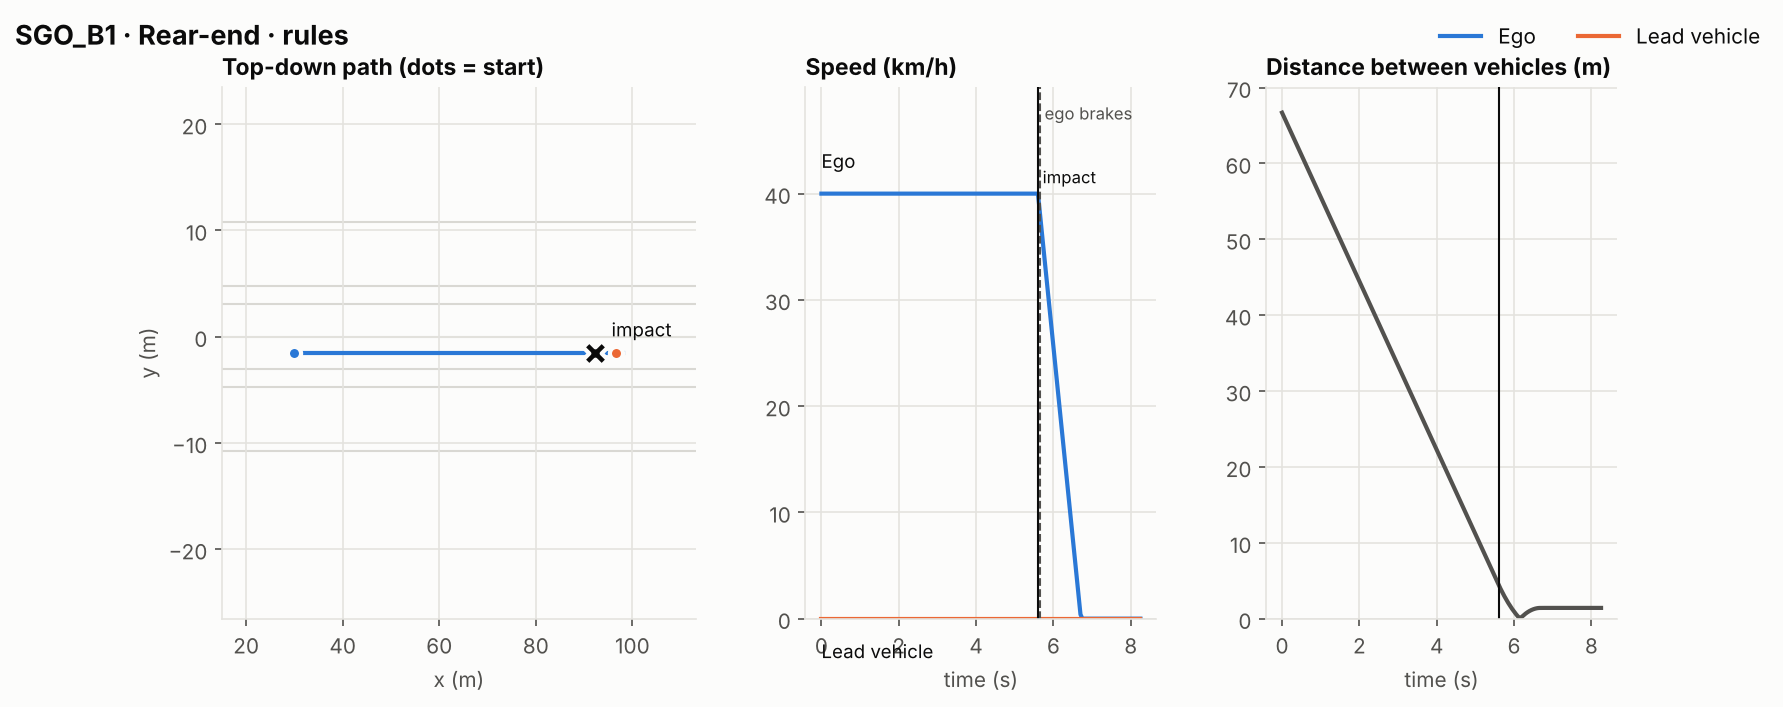 SGO_B1 · Rear-end · rules
Ego
Lead vehicle
Top-down path (dots = start)
20
10
0
−10
−20
y (m)
impact
20
40
60
80
100
x (m)
Speed (km/h)
ego brakes
impact
Ego
40
30
20
10
0
0
2
4
6
8
Lead vehicle
time (s)
Distance between vehicles (m)
70
60
50
40
30
20
10
0
0
2
4
6
8
time (s)